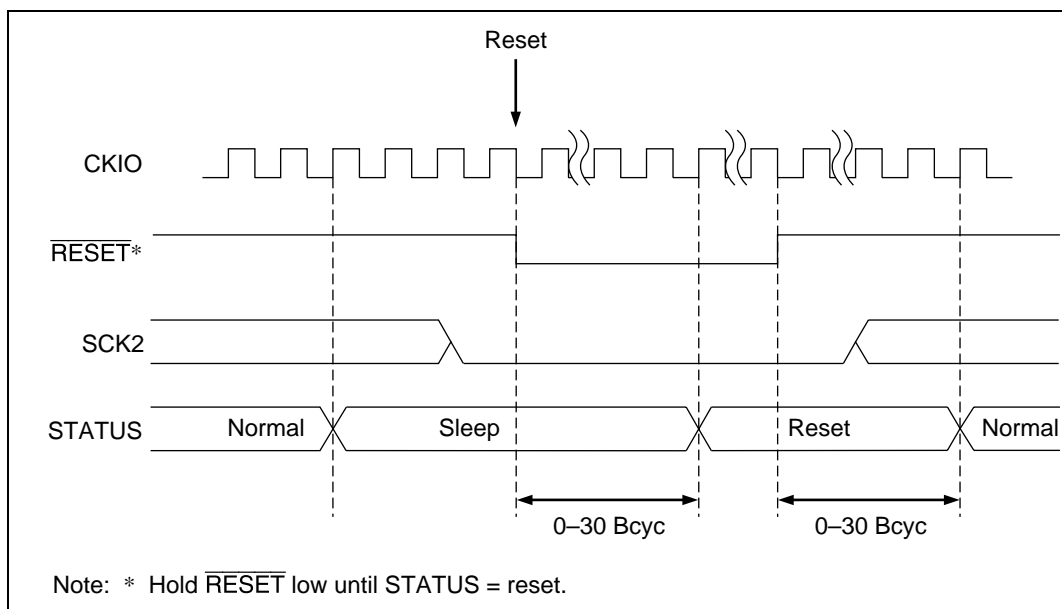 Reset
CKIO
RESET*
SCK2
STATUS
Normal
Sleep
Reset
Normal
0–30 Bcyc
0–30 Bcyc
Note: * Hold RESET low until STATUS = reset.